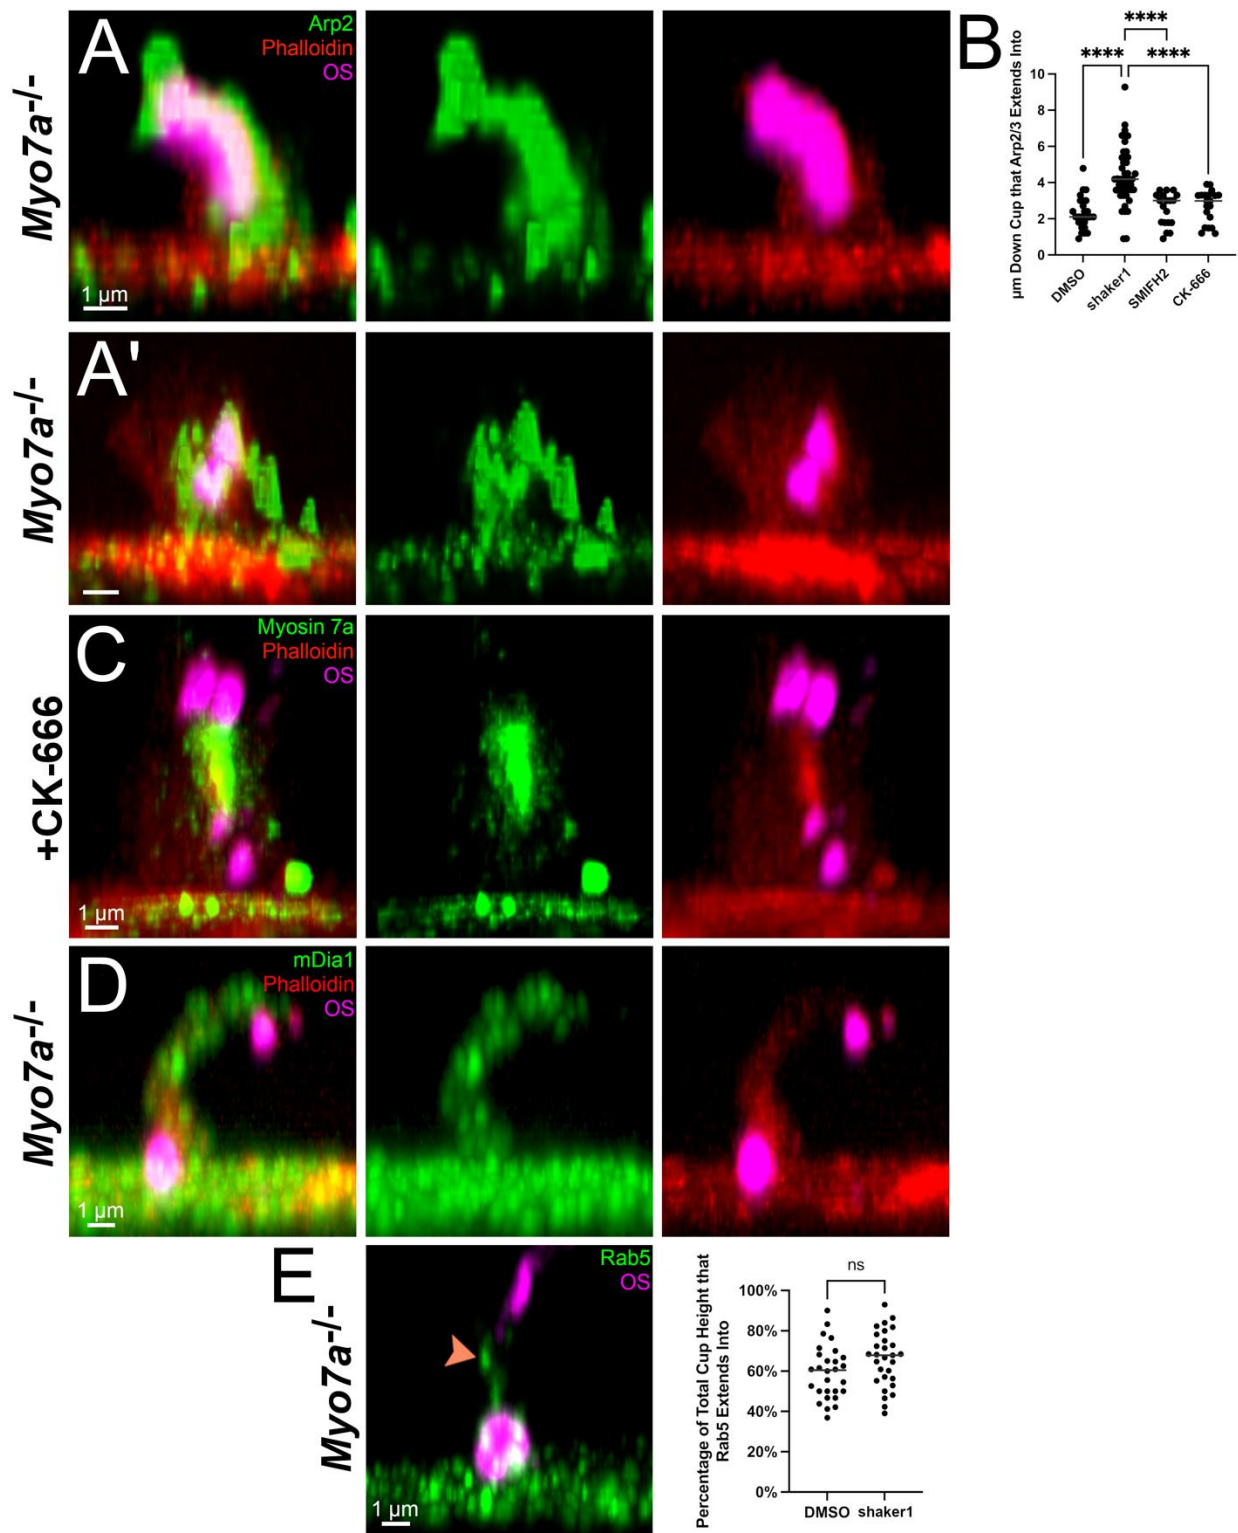 A
Arp2
Phalloidin
OS
Myo7a-/-
1 µm
B
**** 
**** ****
µm Down Cup that Arp2/3 Extends Into
10
8
6
4
2
0
DMSO
shaker1
SMIFH2
CK-666
A'
Myo7a-/-
C
Myosin 7a
Phalloidin
OS
+CK-666
1 µm
D
mDia1
Phalloidin
OS
Myo7a-/-
1 µm
E
Rab5
OS
Myo7a-/-
1 µm
ns
Percentage of Total Cup Height that
Rab5 Extends Into
100%
80%
60%
40%
20%
0%
DMSO shaker1